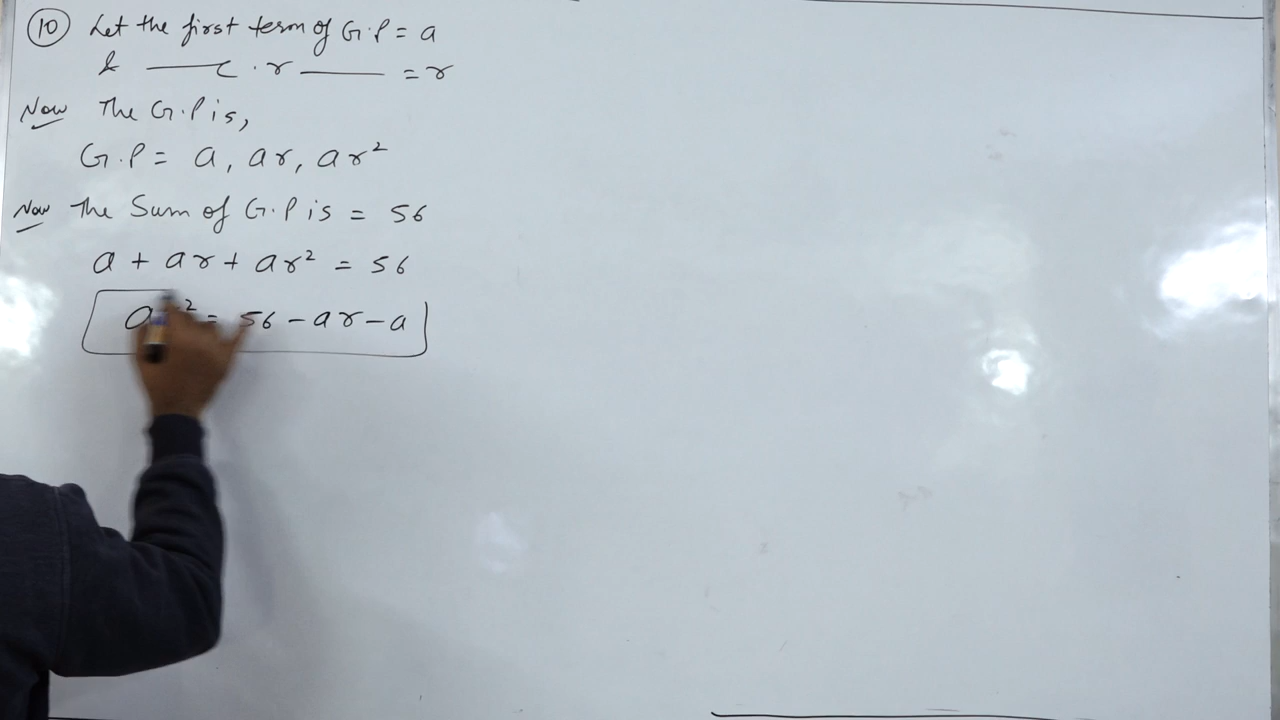 ⑩ Let the first term of G.P = a
& —— C.r —— = r
Now The G.P is,
G.P = a, ar, ar²
Now The Sum of G.P is = 56
a + ar + ar² = 56
a ² = 56 - ar - a